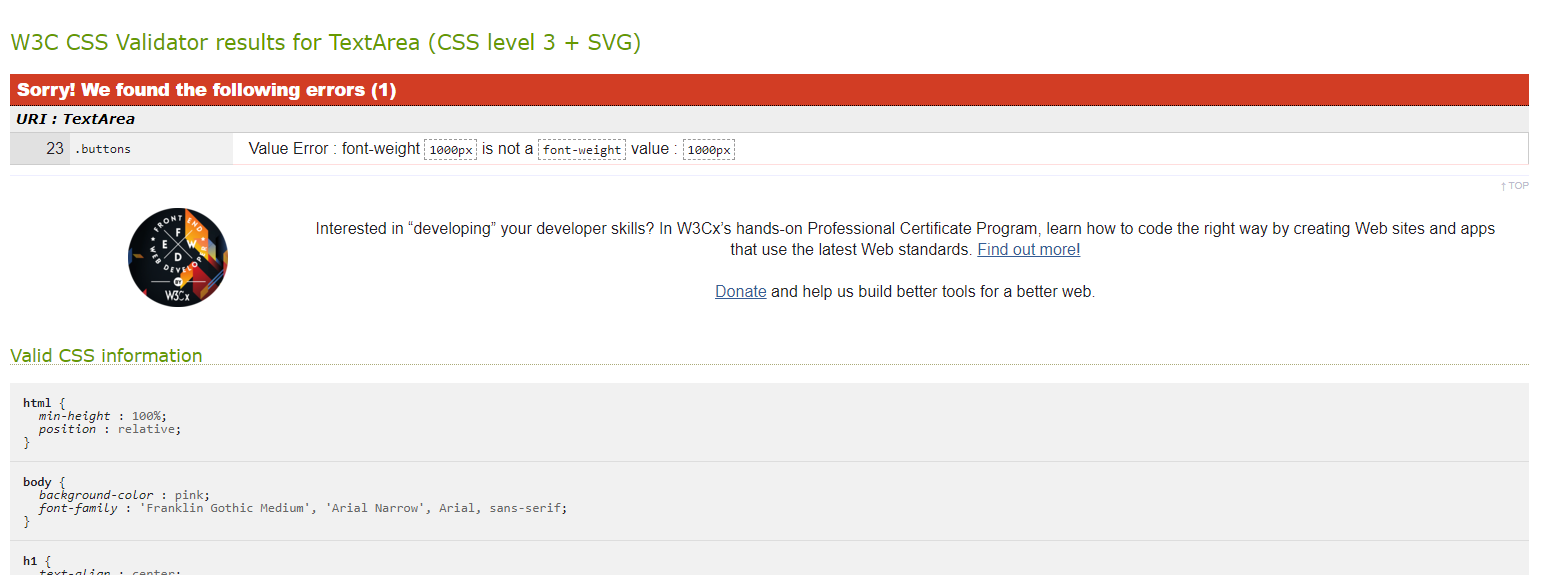 W3C CSS Validator results for TextArea (CSS level 3 + SVG)
Sorry! We found the following errors (1)
URI : TextArea
23 .buttons Value Error : font-weight 1000px is not a font-weight value : 1000px
↑ TOP
FRONT END
WEB DEVELOPER
F
E W
D
BY
W3Cx
Interested in “developing” your developer skills? In W3Cx’s hands-on Professional Certificate Program, learn how to code the right way by creating Web sites and apps
that use the latest Web standards. Find out more!
Donate and help us build better tools for a better web.
Valid CSS information
html {
min-height : 100%;
position : relative;
}
body {
background-color : pink;
font-family : 'Franklin Gothic Medium', 'Arial Narrow', Arial, sans-serif;
}
h1 {
text-align : center;